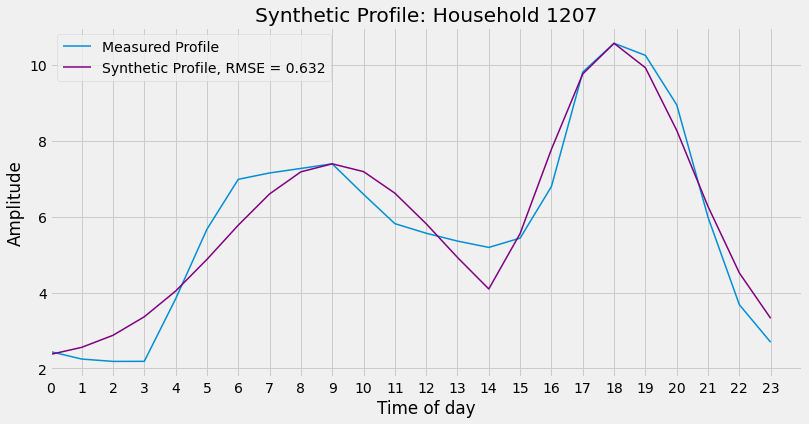 Synthetic Profile: Household 1207
Measured Profile
Synthetic Profile, RMSE = 0.632
Amplitude
10
8
6
4
2
0 1 2 3 4 5 6 7 8 9 10 11 12 13 14 15 16 17 18 19 20 21 22 23
Time of day